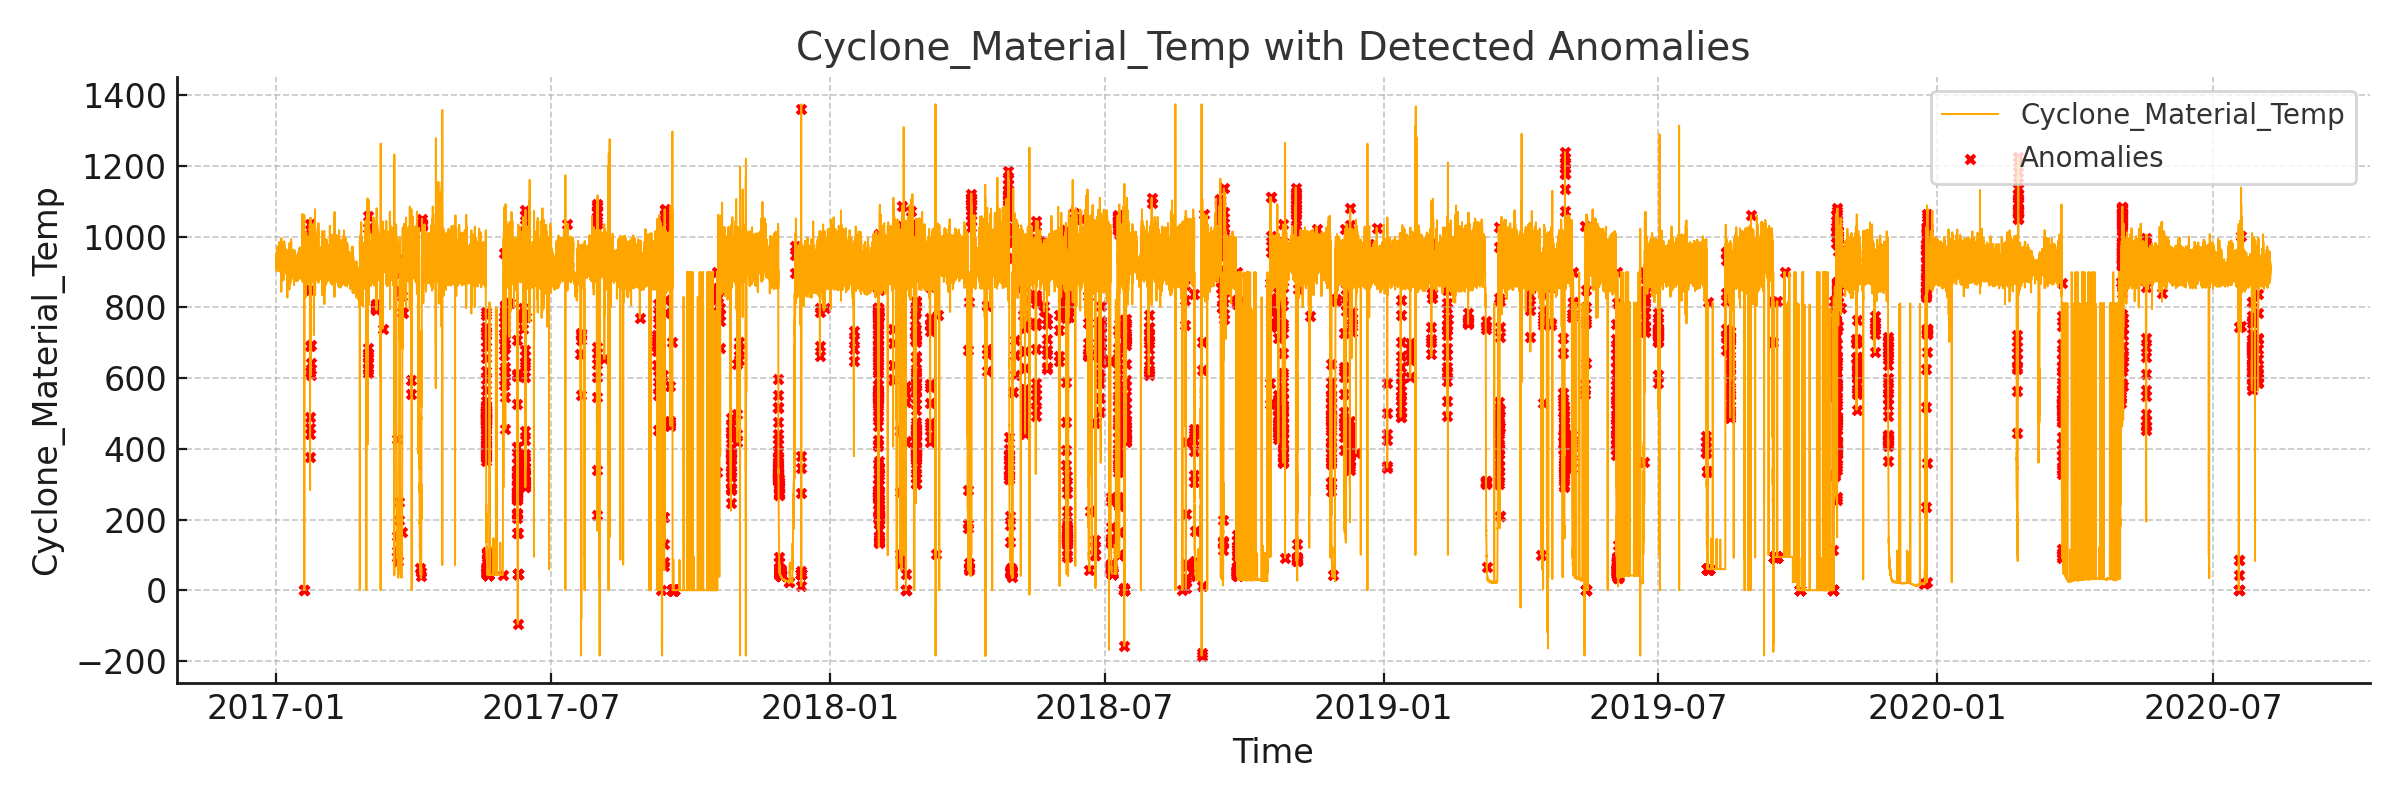 Cyclone_Material_Temp with Detected Anomalies
Cyclone_Material_Temp
1400
1200
1000
800
600
400
200
0
−200
Cyclone_Material_Temp
Anomalies
2017-01 2017-07 2018-01 2018-07 2019-01 2019-07 2020-01 2020-07
Time